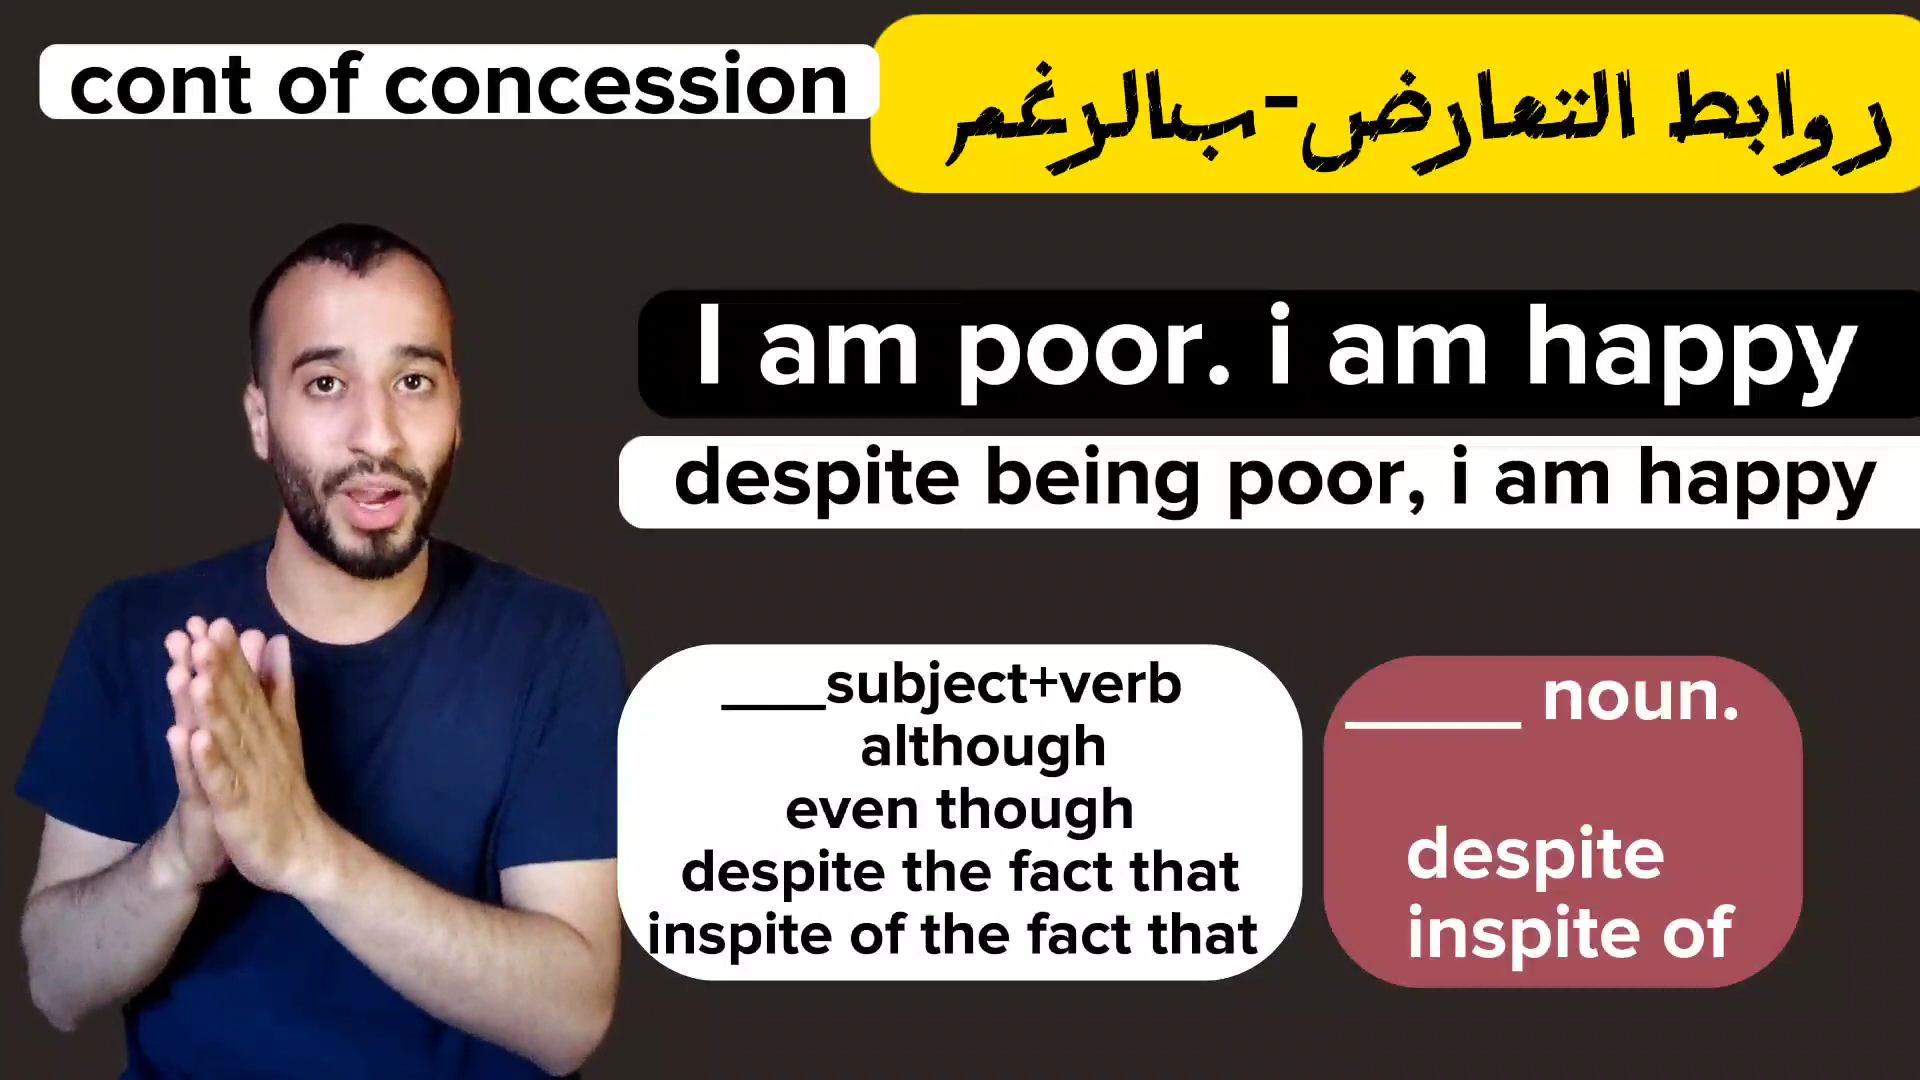 cont of concession
روابط التعارض-بالرغم
I am poor. i am happy
despite being poor, i am happy
____subject+verb
although
even though
despite the fact that
inspite of the fact that
_____ noun.
despite
inspite of